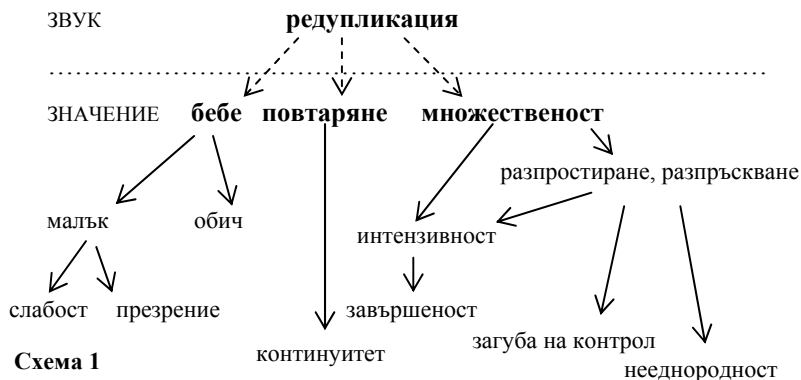 ЗВУК редупликация
ЗНАЧЕНИЕ бебе повтаряне множественост
разпростиране, разпръскване
малък обич интензивност
слабост презрение завършеност
континуитет загуба на контрол
Схема 1 нееднородност